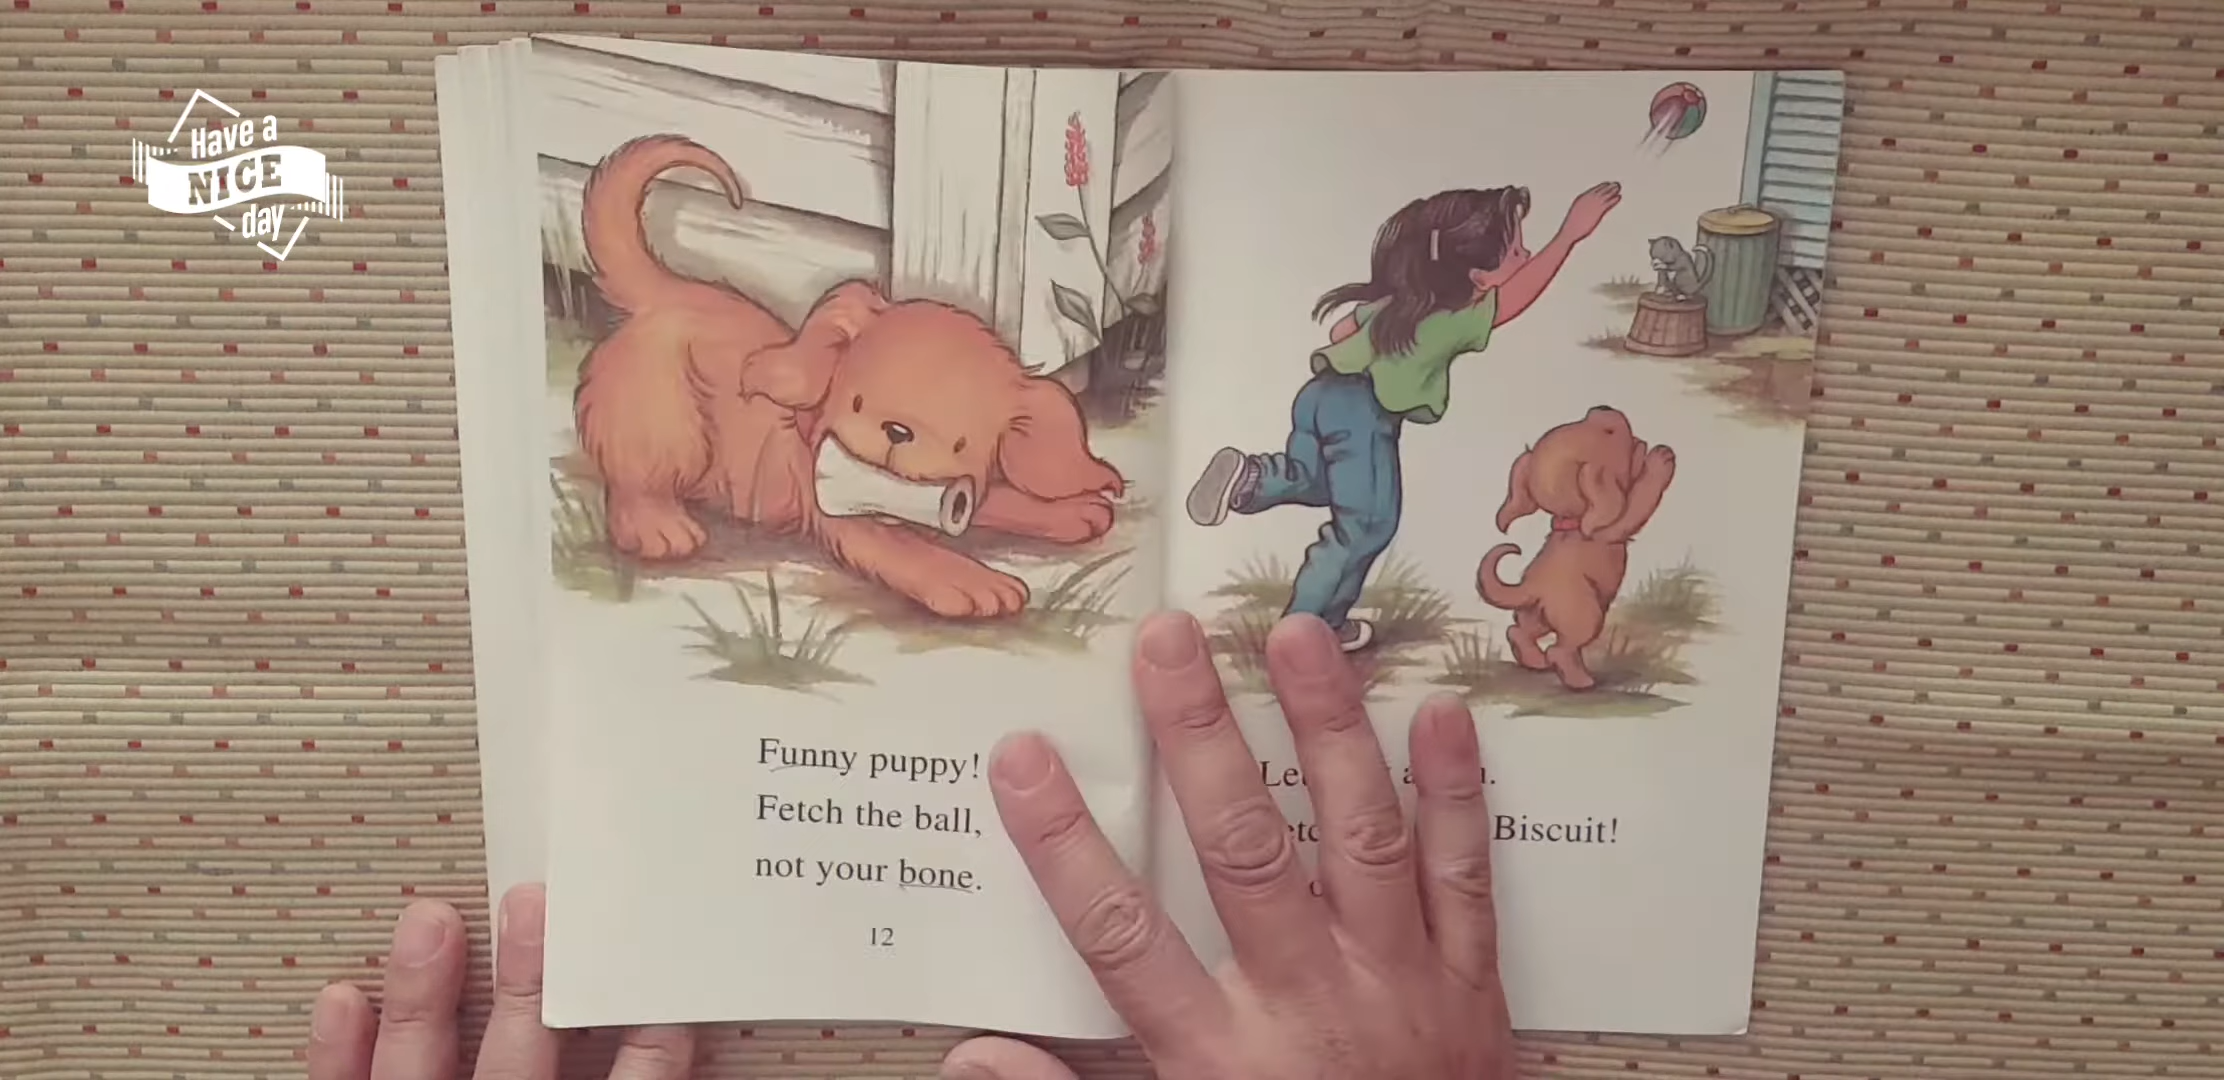 Have a
NICE
day
Funny puppy!
Fetch the ball,
not your bone.
12
Biscuit!